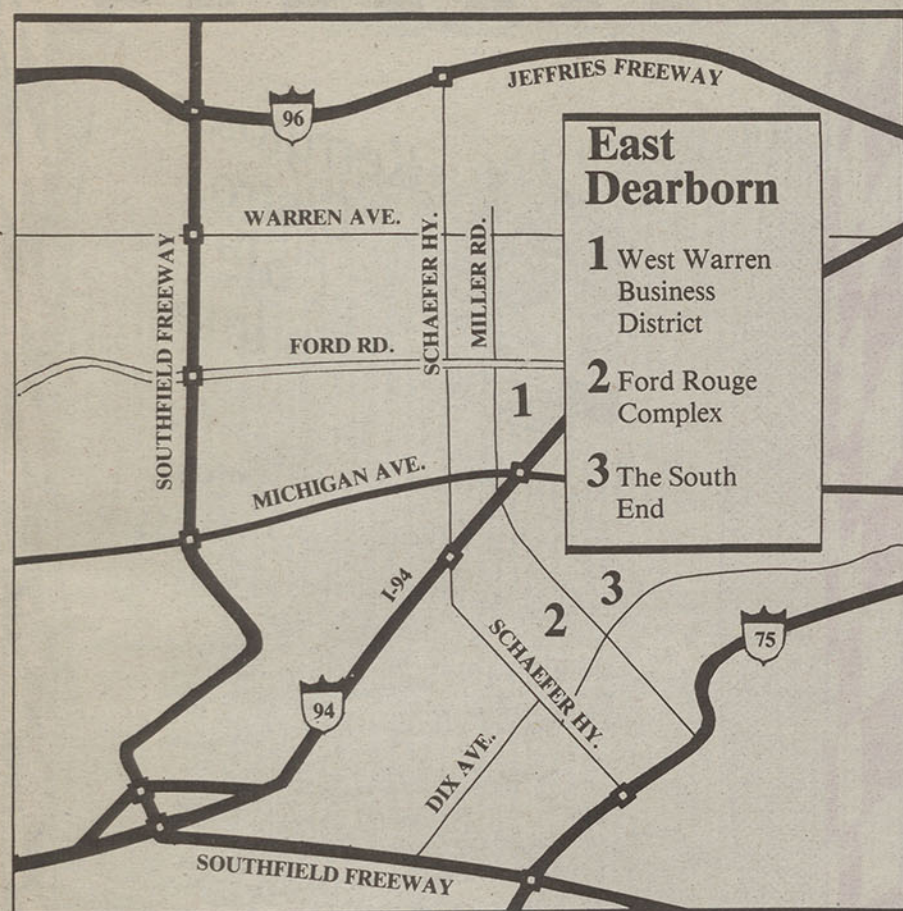 JEFFRIES FREEWAY
96
East
Dearborn
1 West Warren
Business
District
2 Ford Rouge
Complex
3 The South
End
WARREN AVE.
SCHAEFER HY.
MILLER RD.
SOUTHFIELD FREEWAY
FORD RD.
1
MICHIGAN AVE.
I-94
2
3
SCHAEFER HY.
75
94
DIX AVE.
SOUTHFIELD FREEWAY